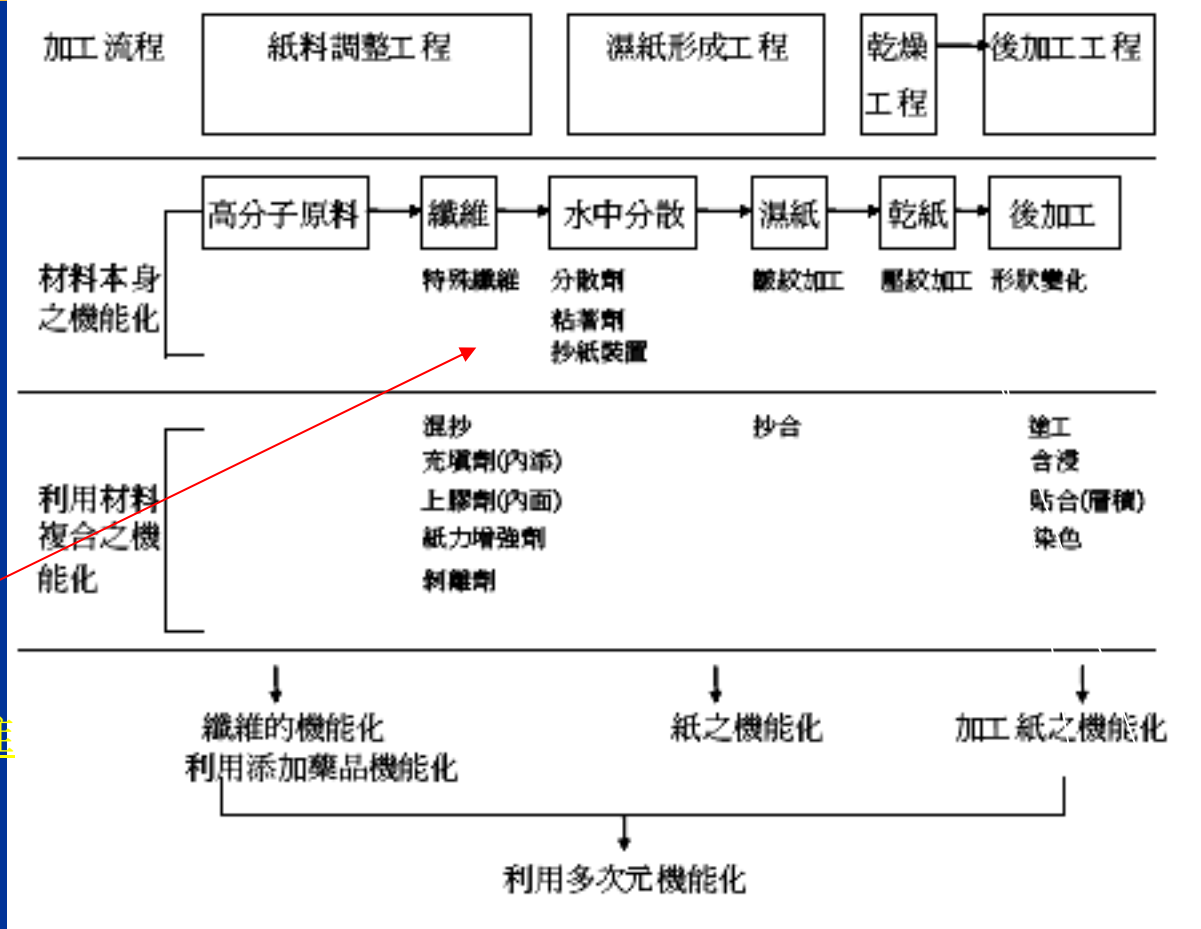 加工流程
紙料調整工程
濕紙形成工程
乾燥
工程
後加工工程
材料本身
之機能化
高分子原料
纖維
水中分散
濕紙
乾紙
後加工
特殊纖維
分散劑
粘著劑
抄紙裝置
皺紋加工
壓紋加工
形狀變化
利用材料
複合之機
能化
混抄
充填劑(內添)
上膠劑(內面)
紙力增強劑
剝離劑
抄合
塗工
含浸
貼合(層積)
染色
纖維的機能化
利用添加藥品機能化
紙之機能化
加工紙之機能化
利用多次元機能化